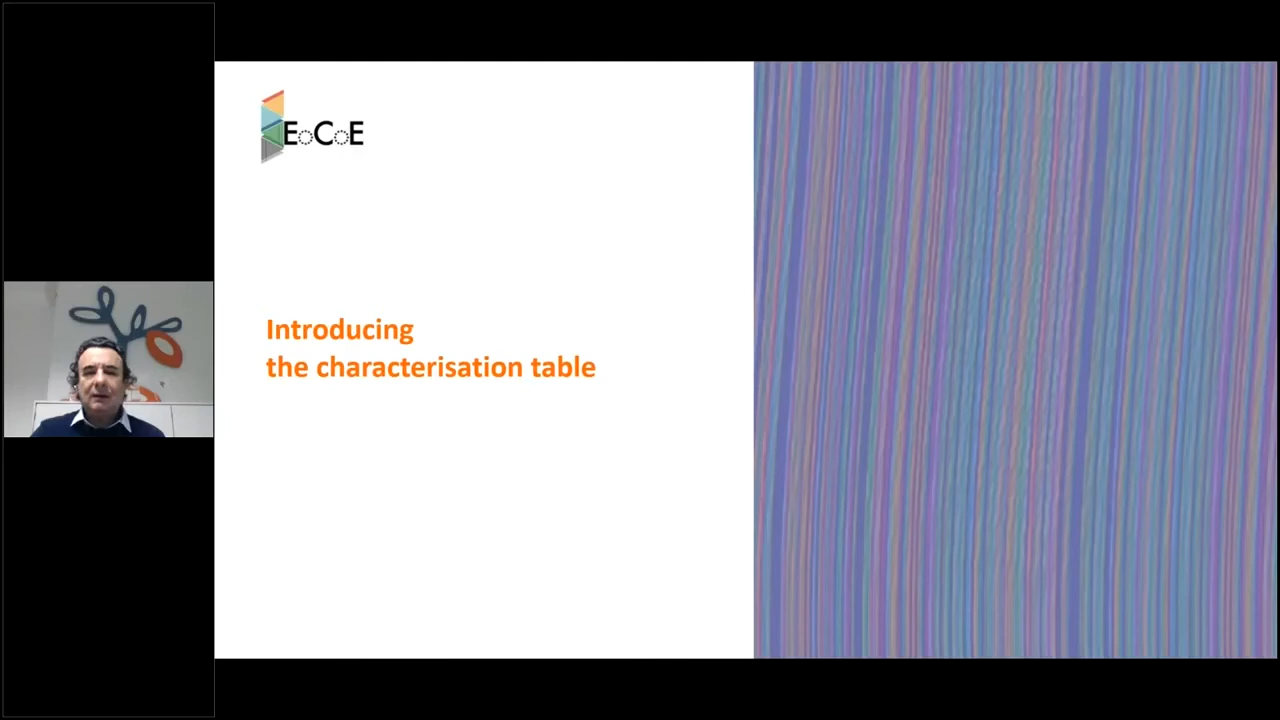 EoCoE
Introducing
the characterisation table